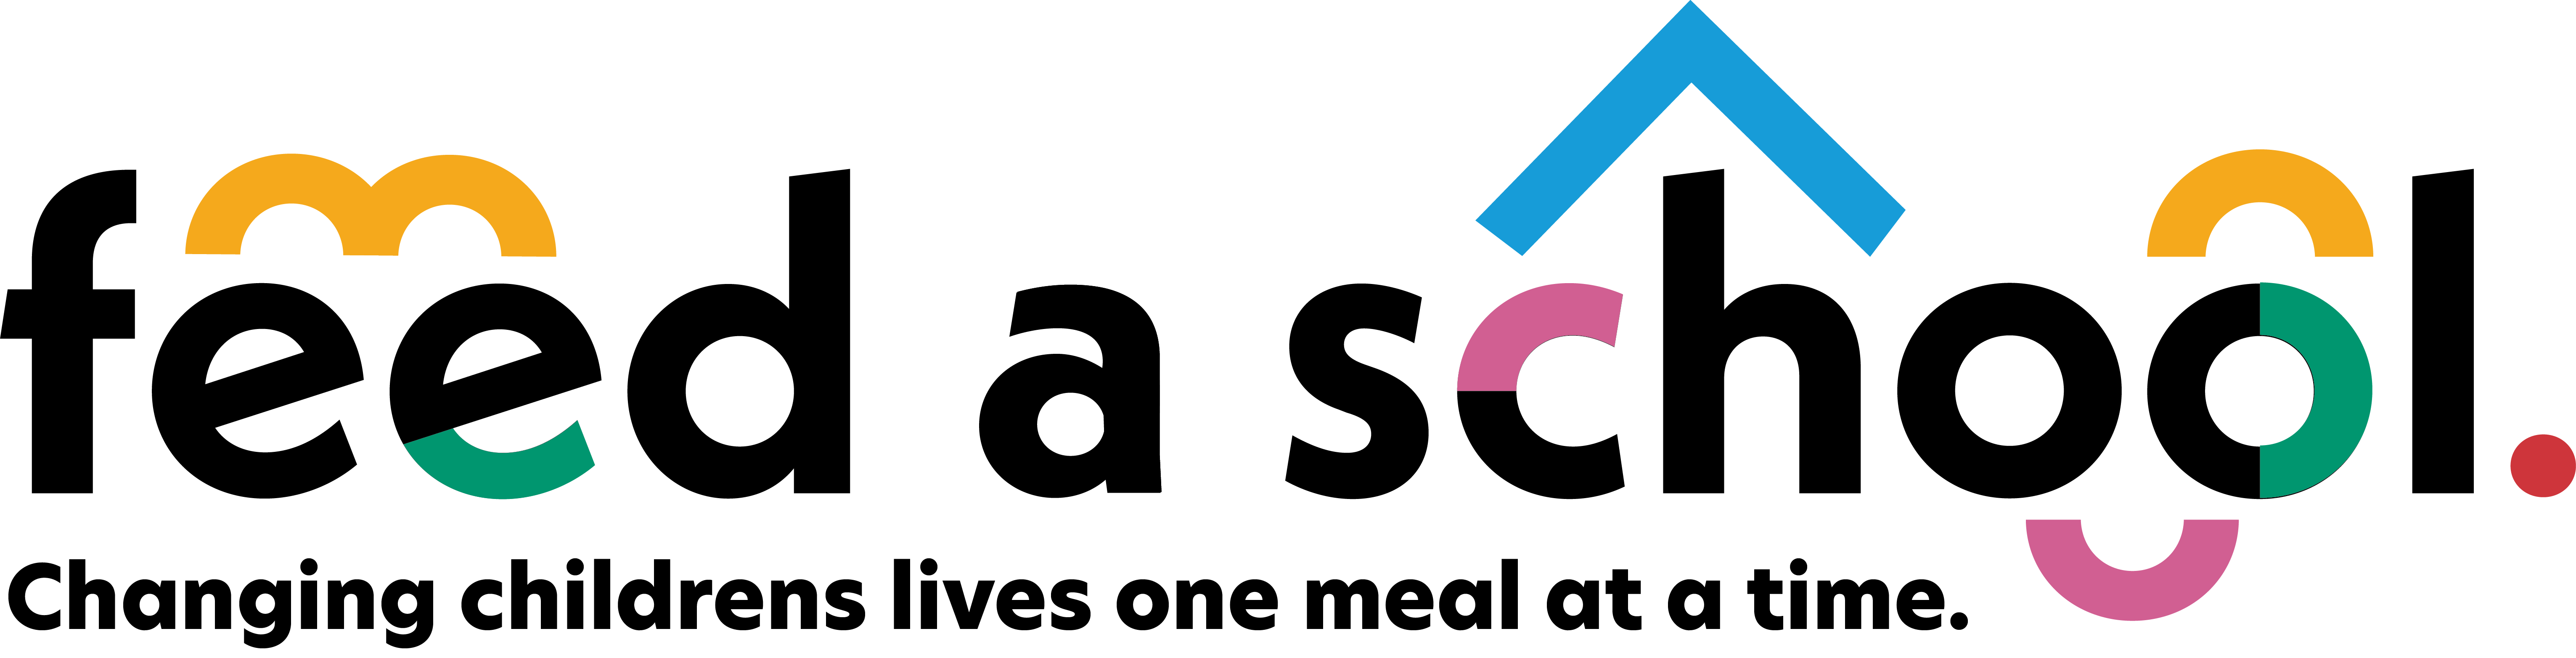 feed a school.
Changing childrens lives one meal at a time.